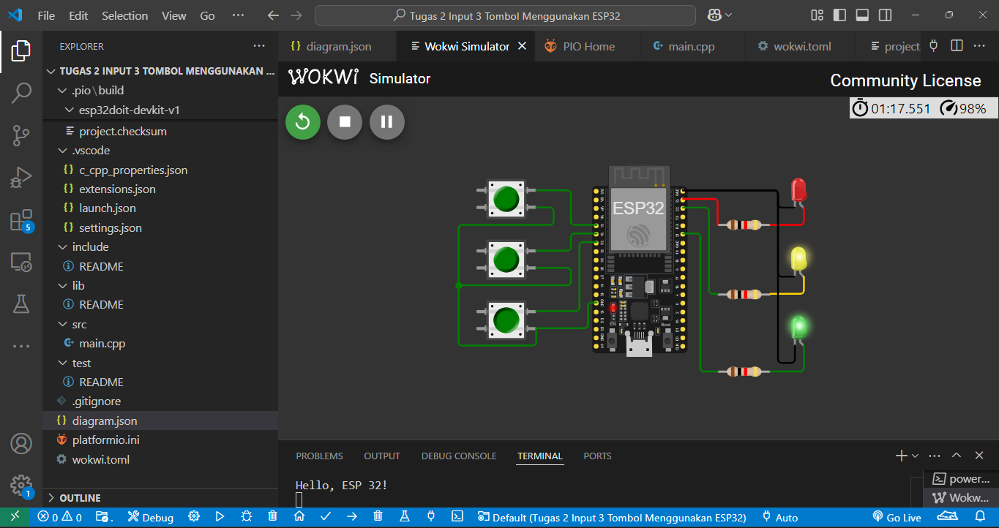 File Edit Selection View Go ··· Tugas 2 Input 3 Tombol Menggunakan ESP32
EXPLORER ···
TUGAS 2 INPUT 3 TOMBOL MENGGUNAKAN ...
.pio\build
esp32doit-devkit-v1
project.checksum
.vscode
c_cpp_properties.json
extensions.json
launch.json
settings.json
include
README
lib
README
src
main.cpp
test
README
.gitignore
diagram.json
platformio.ini
wokwi.toml
OUTLINE
5
1
diagram.json Wokwi Simulator PIO Home main.cpp wokwi.toml project
WOKWi Simulator
Community License
01:17.551 98%
ESP32
EN
Boot
PROBLEMS OUTPUT DEBUG CONSOLE TERMINAL PORTS
Hello, ESP 32!
power...
Wokw...
0 0 Debug Default (Tugas 2 Input 3 Tombol Menggunakan ESP32) Auto Go Live